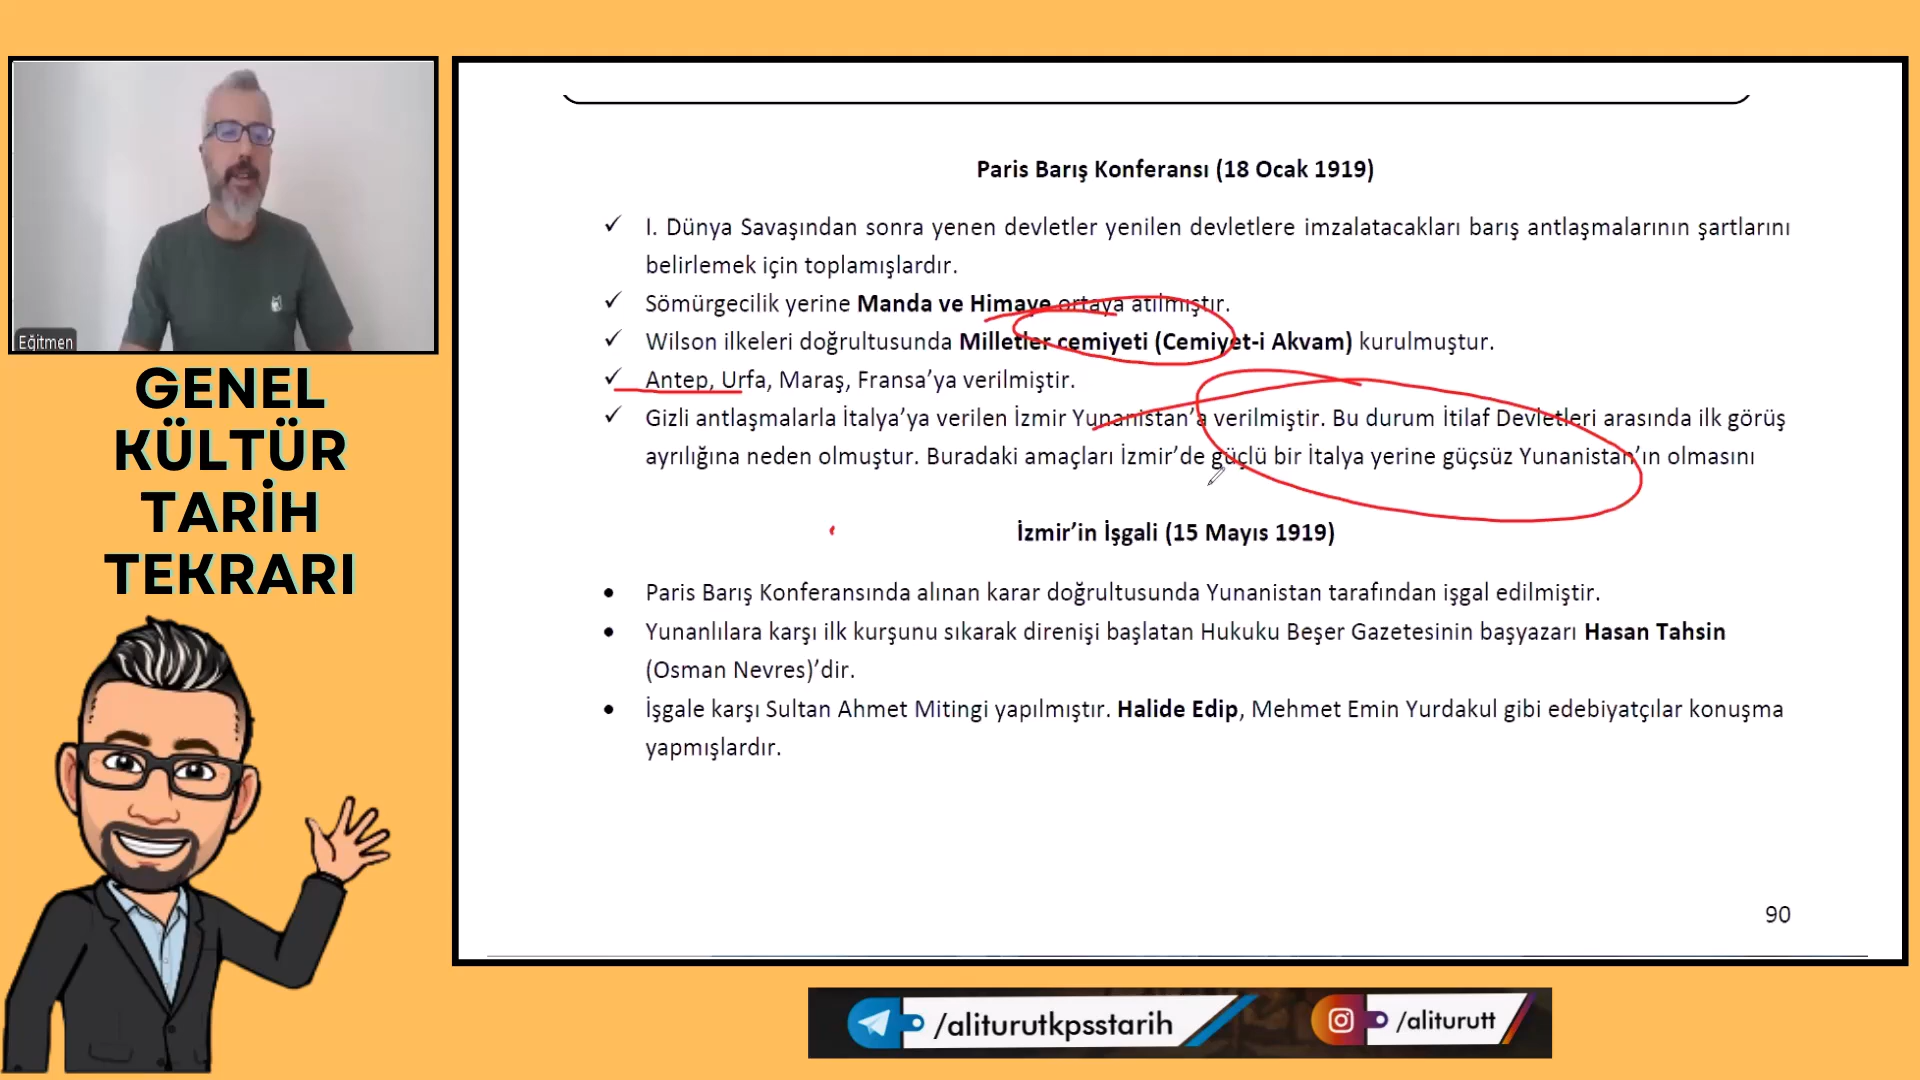 Eğitmen
GENEL
KÜLTÜR
TARİH
TEKRARI
Paris Barış Konferansı (18 Ocak 1919)
✓ I. Dünya Savaşından sonra yenen devletler yenilen devletlere imzalatacakları barış antlaşmalarının şartlarını
belirlemek için toplamışlardır.
✓ Sömürgecilik yerine Manda ve Himaye ortaya atılmıştır.
✓ Wilson ilkeleri doğrultusunda Milletler cemiyeti (Cemiyet-i Akvam) kurulmuştur.
✓ Antep, Urfa, Maraş, Fransa’ya verilmiştir.
✓ Gizli antlaşmalarla İtalya’ya verilen İzmir Yunanistan’a verilmiştir. Bu durum İtilaf Devletleri arasında ilk görüş
ayrılığına neden olmuştur. Buradaki amaçları İzmir’de güçlü bir İtalya yerine güçsüz Yunanistan’ın olmasını
İzmir’in İşgali (15 Mayıs 1919)
• Paris Barış Konferansında alınan karar doğrultusunda Yunanistan tarafından işgal edilmiştir.
• Yunanlılara karşı ilk kurşunu sıkarak direnişi başlatan Hukuku Beşer Gazetesinin başyazarı Hasan Tahsin
(Osman Nevres)’dir.
• İşgale karşı Sultan Ahmet Mitingi yapılmıştır. Halide Edip, Mehmet Emin Yurdakul gibi edebiyatçılar konuşma
yapmışlardır.
90
/aliturutkpsstarih
/aliturutt